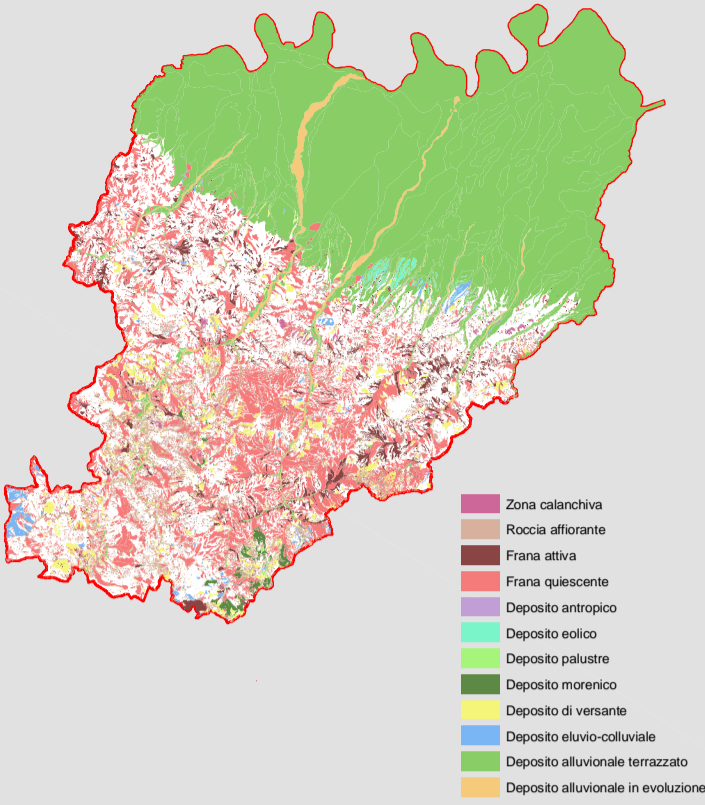 Zona calanchiva
Roccia affiorante
Frana attiva
Frana quiescente
Deposito antropico
Deposito eolico
Deposito palustre
Deposito morenico
Deposito di versante
Deposito eluvio-colluviale
Deposito alluvionale terrazzato
Deposito alluvionale in evoluzione